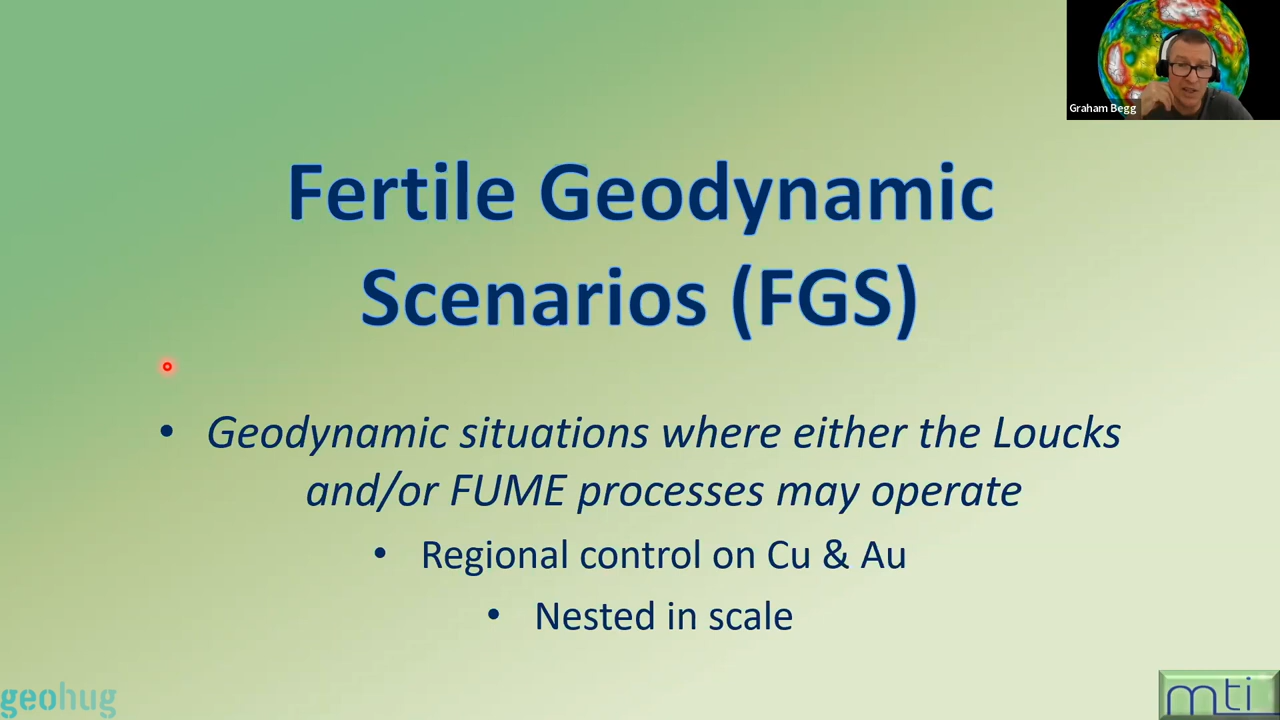 Graham Begg
Fertile Geodynamic
Scenarios (FGS)
• Geodynamic situations where either the Loucks
and/or FUME processes may operate
• Regional control on Cu & Au
• Nested in scale
geohug
mti